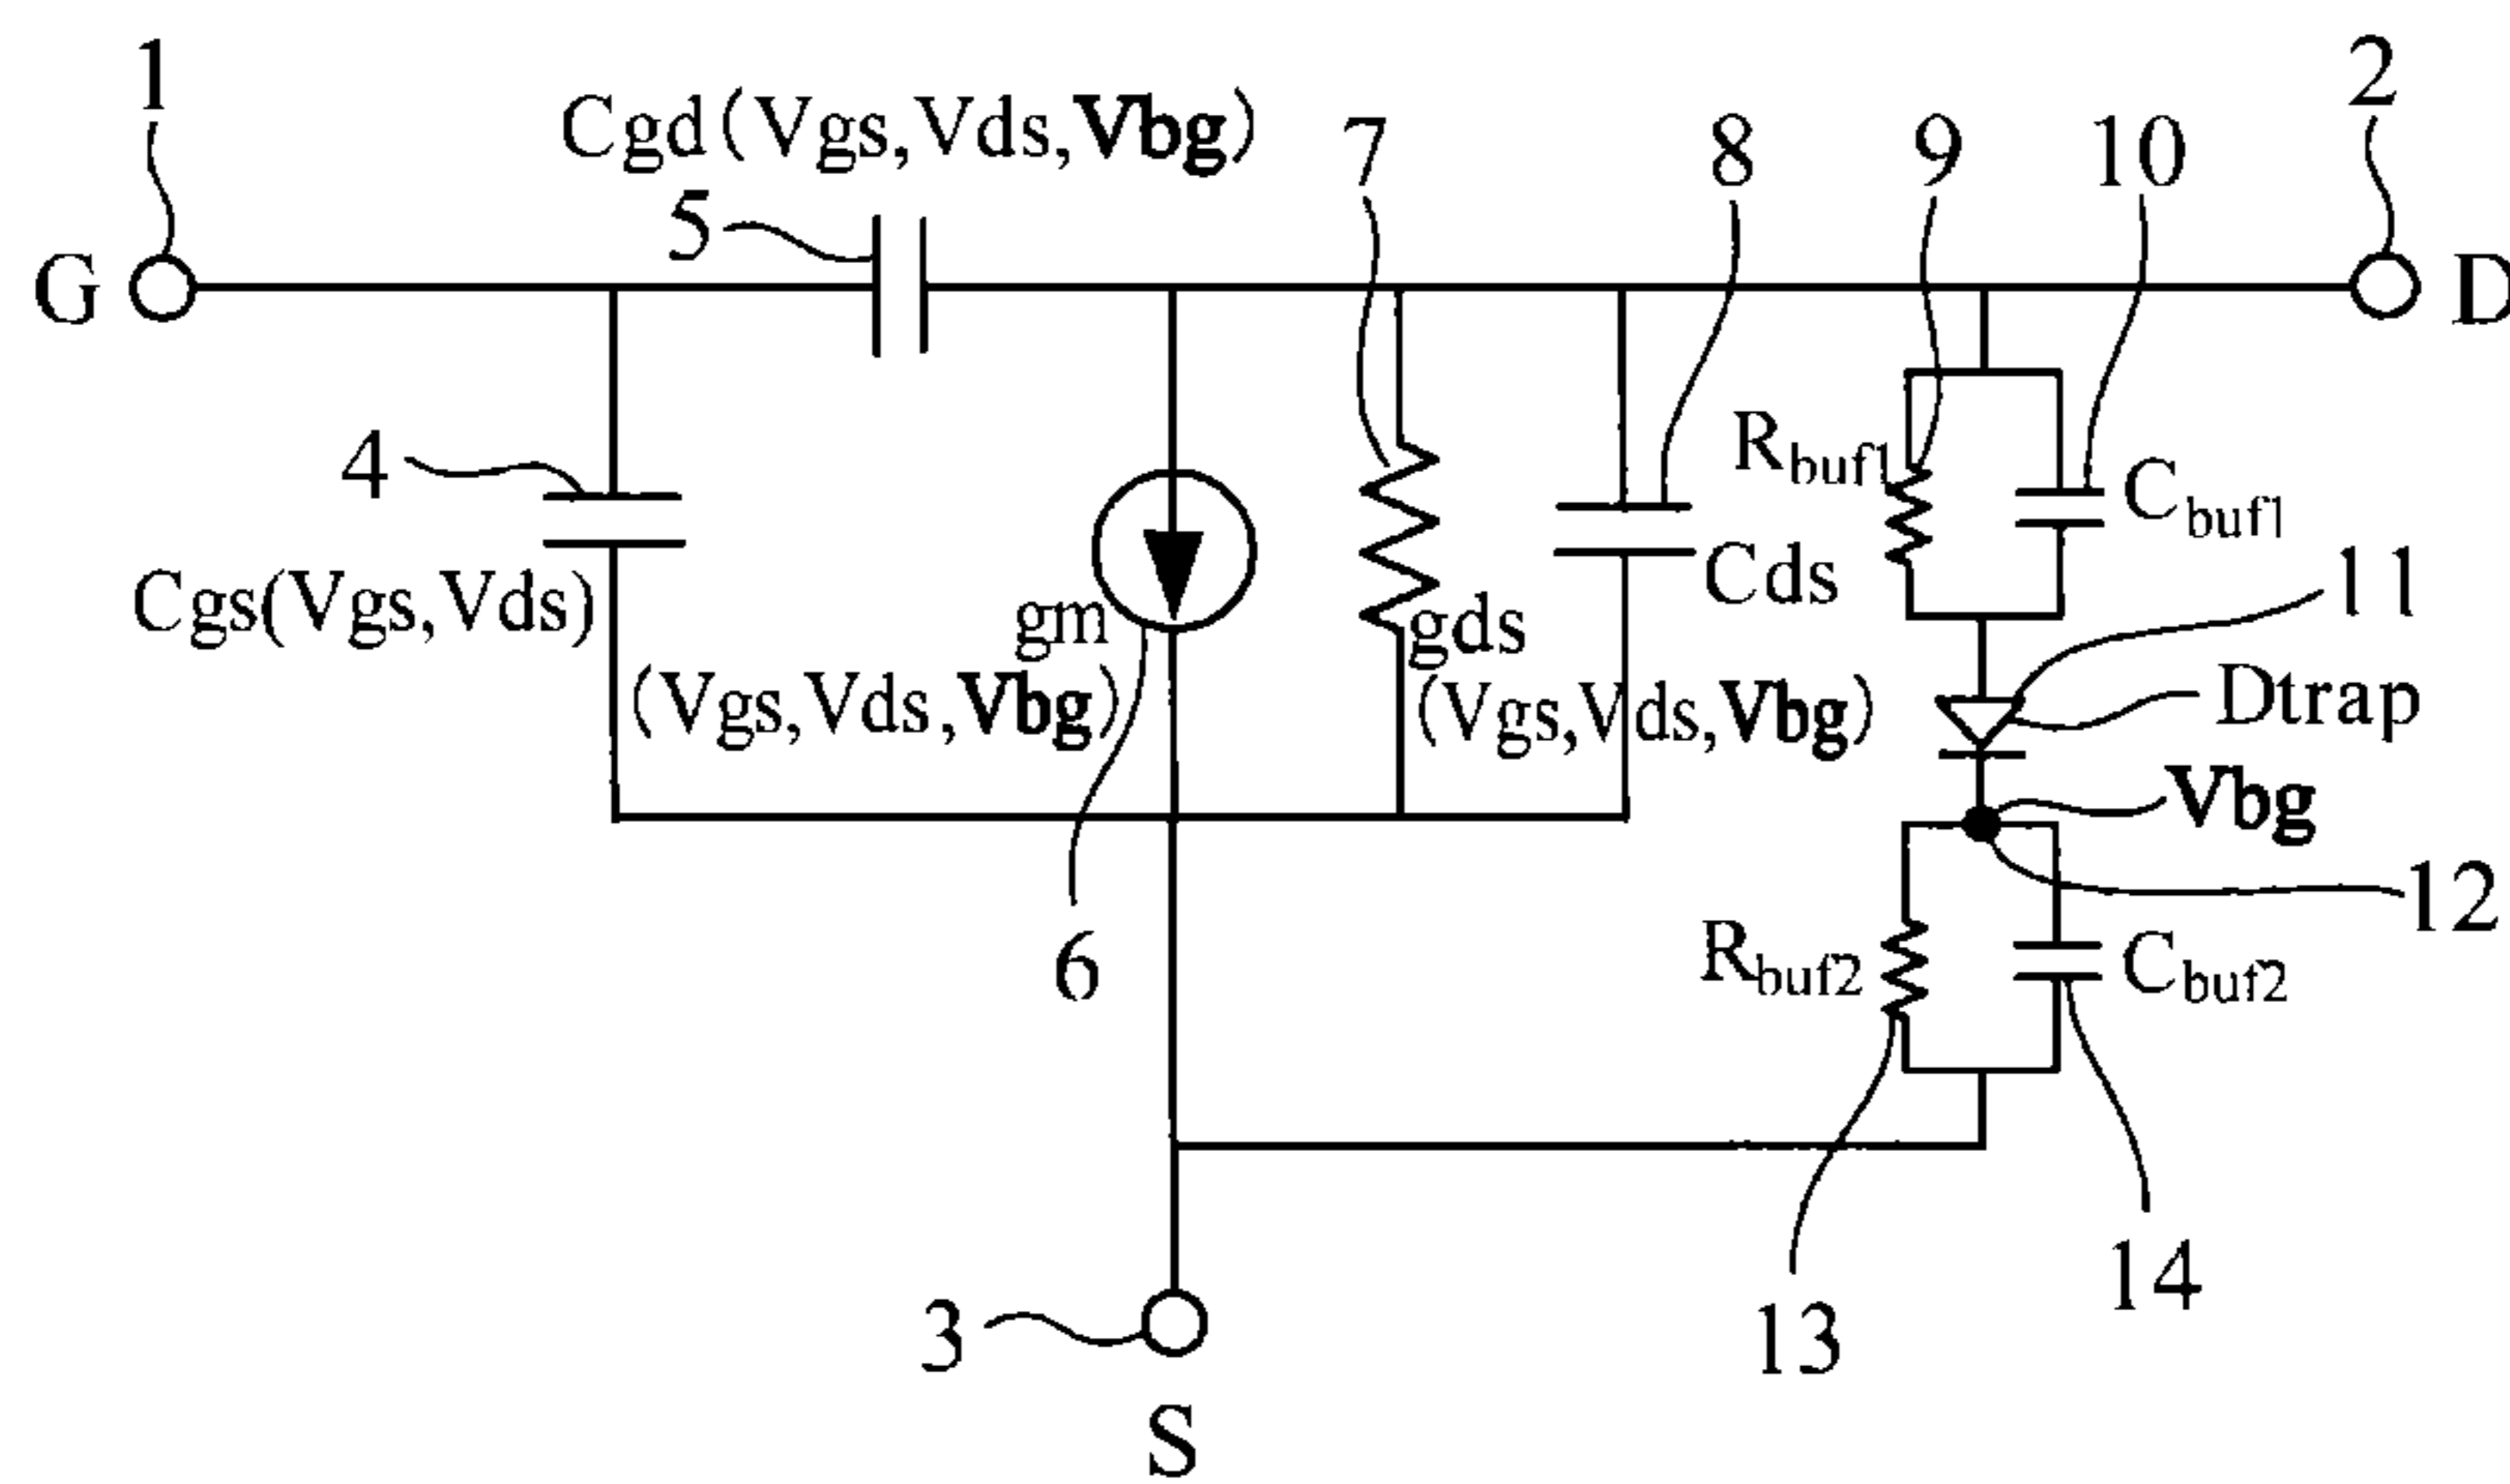 1
2
Cgd(Vgs,Vds,Vbg)
7
8
9
10
5
G
D
4
Rbuf1
Cbuf1
11
Cgs(Vgs,Vds)
gm
(Vgs,Vds,Vbg)
gds
(Vgs,Vds,Vbg)
Cds
Dtrap
Vbg
12
6
Rbuf2
Cbuf2
13
14
3
S